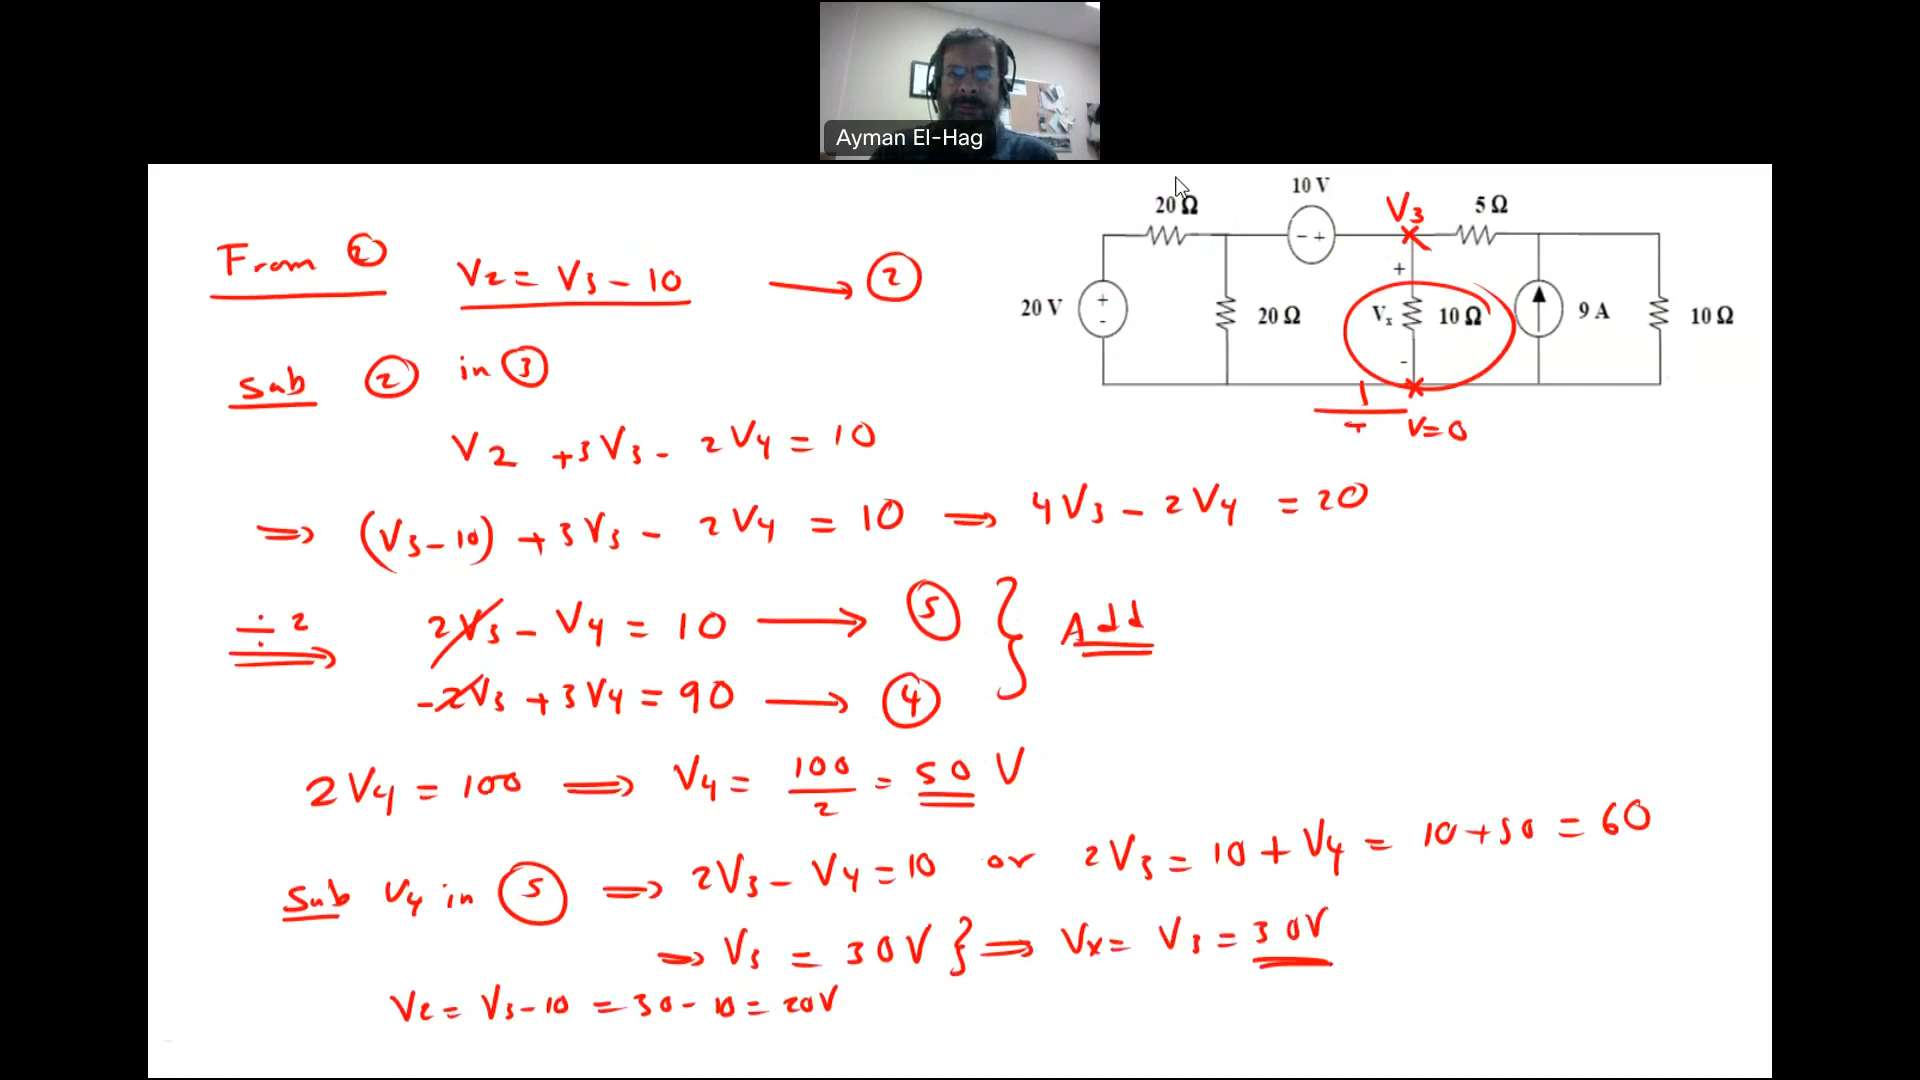 Ayman El-Hag
From ②
V2 = V3 - 10 ⟶ ②
Sub ② in ③
V2 + 3V3 - 2V4 = 10
⇒ (V3 - 10) + 3V3 - 2V4 = 10 ⇒ 4V3 - 2V4 = 20
÷ 2
2V3 - V4 = 10 ⟶ ⑤
-2V3 + 3V4 = 90 ⟶ ④
} Add
2V4 = 100 ⇒ V4 = 100/2 = 50 V
Sub V4 in ⑤ ⇒ 2V3 - V4 = 10 or 2V3 = 10 + V4 = 10 + 50 = 60
⇒ V3 = 30V } ⇒ Vx = V3 = 30V
V2 = V3 - 10 = 30 - 10 = 20V
10 V
20 Ω
V3
5 Ω
- +
+
20 V
+
-
20 Ω
Vx
10 Ω
9 A
10 Ω
-
V=0